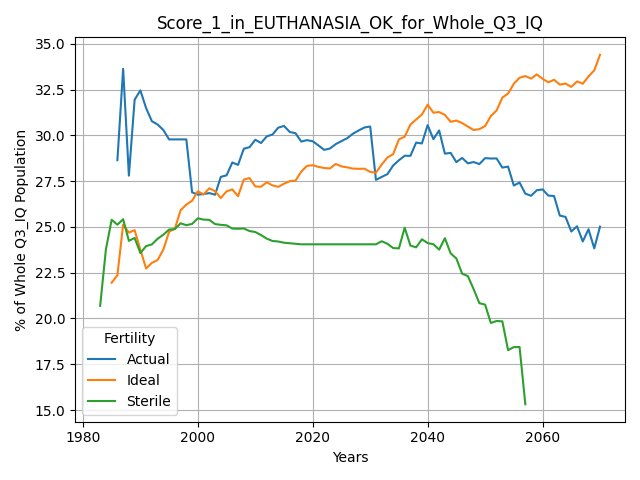 Score_1_in_EUTHANASIA_OK_for_Whole_Q3_IQ
% of Whole Q3_IQ Population
35.0
32.5
30.0
27.5
25.0
22.5
20.0
17.5
15.0
Fertility
Actual
Ideal
Sterile
1980 2000 2020 2040 2060
Years